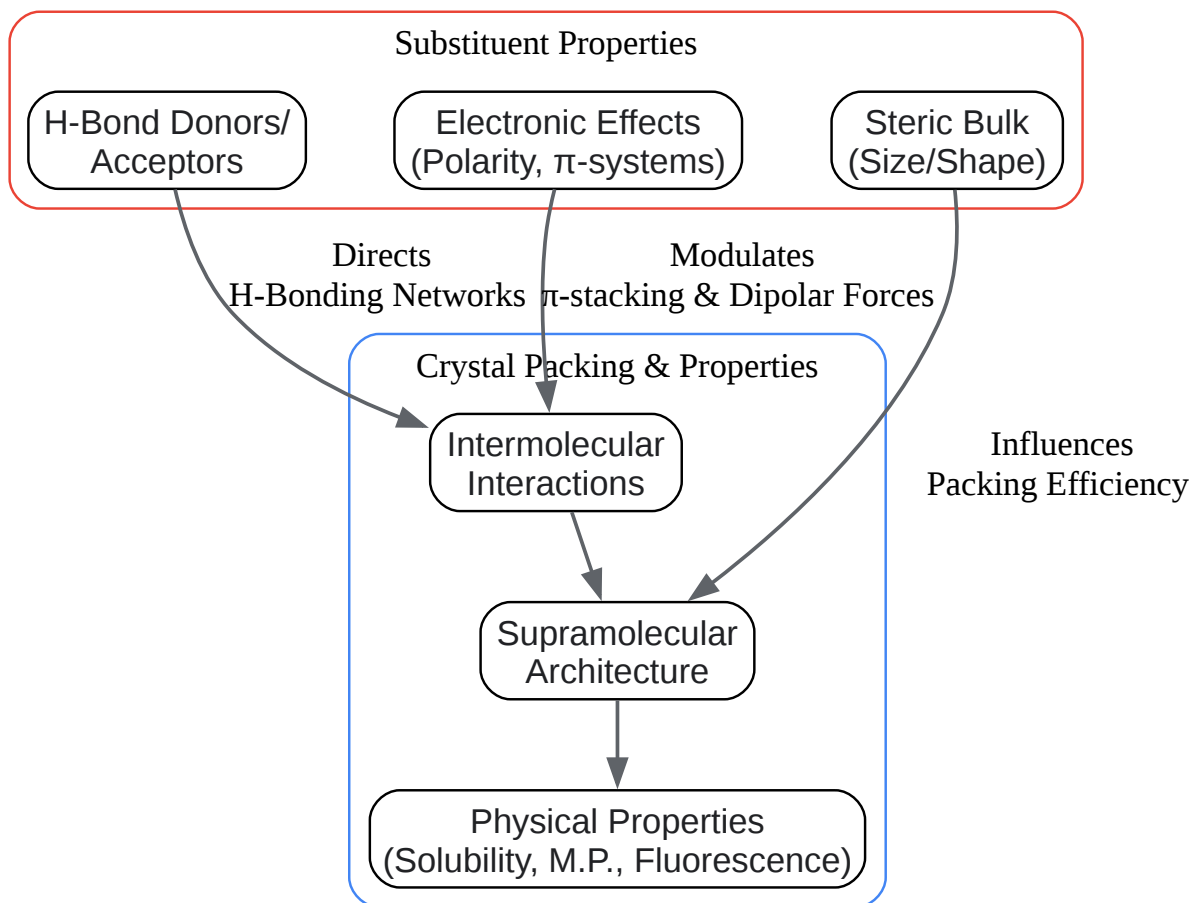 Substituent Properties
H-Bond Donors/
Acceptors
Electronic Effects
(Polarity, π-systems)
Steric Bulk
(Size/Shape)
Directs
H-Bonding Networks
Modulates
π-stacking & Dipolar Forces
Crystal Packing & Properties
Intermolecular
Interactions
Influences
Packing Efficiency
Supramolecular
Architecture
Physical Properties
(Solubility, M.P., Fluorescence)